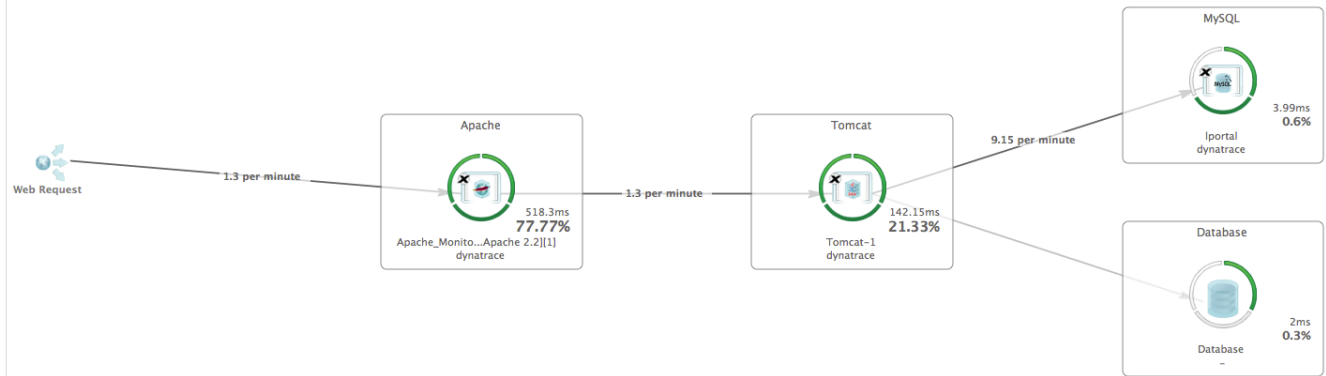 Web Request
1.3 per minute
Apache
518.3ms
77.77%
Apache_Monito...Apache 2.2][1]
dynatrace
1.3 per minute
Tomcat
142.15ms
21.33%
Tomcat-1
dynatrace
9.15 per minute
MySQL
MySQL
3.99ms
0.6%
lportal
dynatrace
Database
2ms
0.3%
Database
-